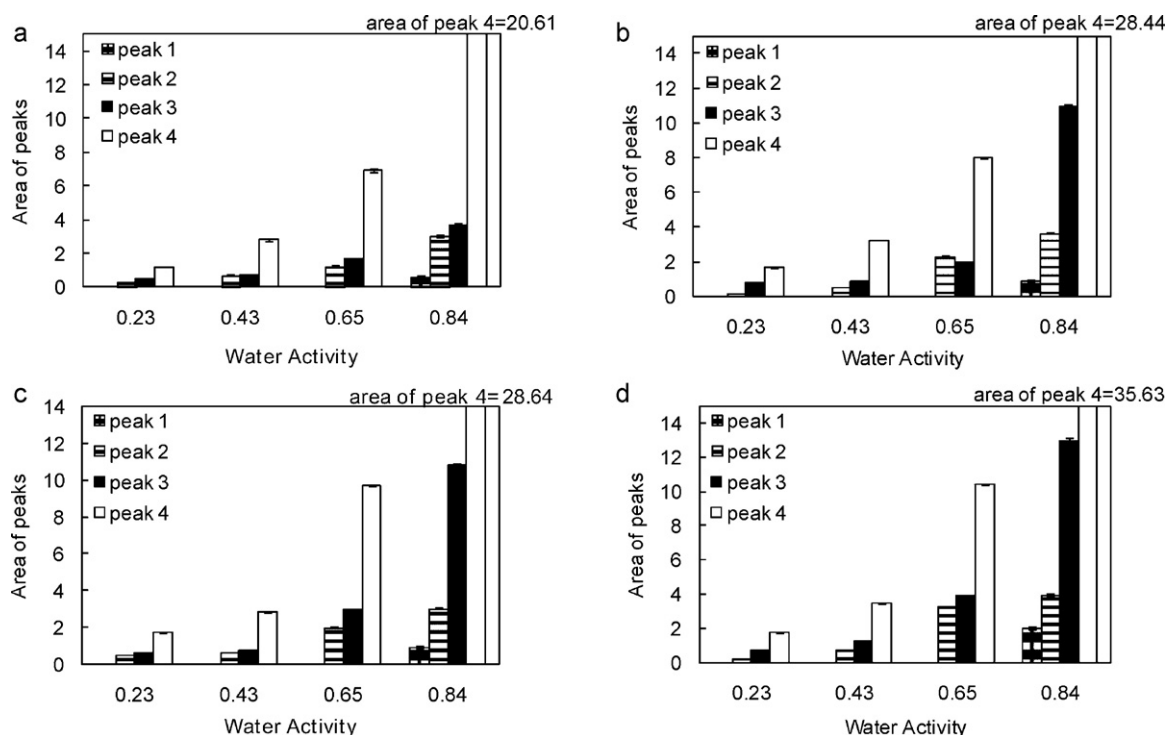 a
area of peak 4=20.61
14
12
10
8
6
4
2
0
Area of peaks
peak 1
peak 2
peak 3
peak 4
0.23 0.43 0.65 0.84
Water Activity
b
area of peak 4=28.44
14
12
10
8
6
4
2
0
Area of peaks
peak 1
peak 2
peak 3
peak 4
0.23 0.43 0.65 0.84
Water Activity
c
area of peak 4=28.64
14
12
10
8
6
4
2
0
Area of peaks
peak 1
peak 2
peak 3
peak 4
0.23 0.43 0.65 0.84
Water Activity
d
area of peak 4=35.63
14
12
10
8
6
4
2
0
Area of peaks
peak 1
peak 2
peak 3
peak 4
0.23 0.43 0.65 0.84
Water Activity